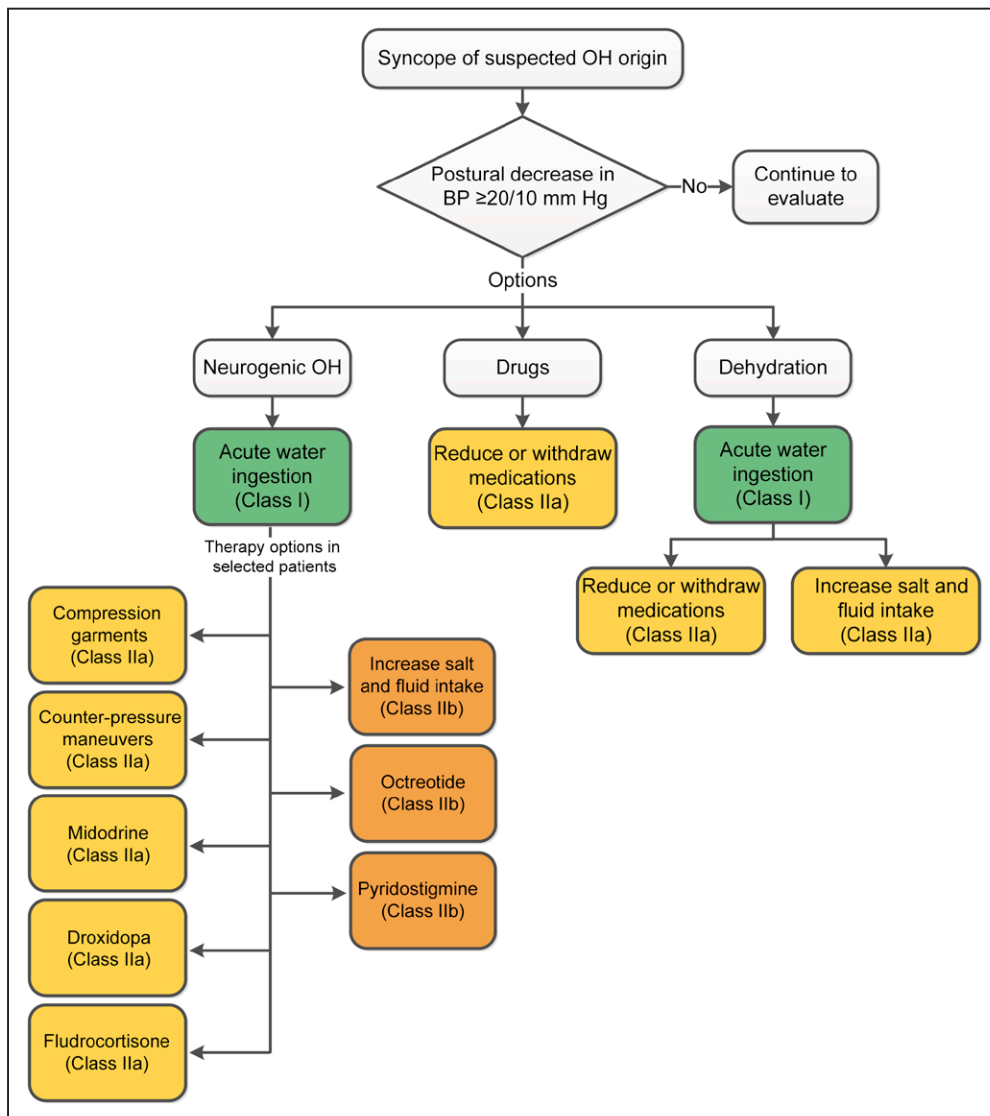 Syncope of suspected OH origin
Postural decrease in
BP ≥20/10 mm Hg
No
Continue to
evaluate
Options
Neurogenic OH
Drugs
Dehydration
Acute water
ingestion
(Class I)
Reduce or withdraw
medications
(Class IIa)
Acute water
ingestion
(Class I)
Therapy options in
selected patients
Reduce or withdraw
medications
(Class IIa)
Increase salt and
fluid intake
(Class IIa)
Compression
garments
(Class IIa)
Increase salt
and fluid intake
(Class IIb)
Counter-pressure
maneuvers
(Class IIa)
Octreotide
(Class IIb)
Midodrine
(Class IIa)
Pyridostigmine
(Class IIb)
Droxidopa
(Class IIa)
Fludrocortisone
(Class IIa)